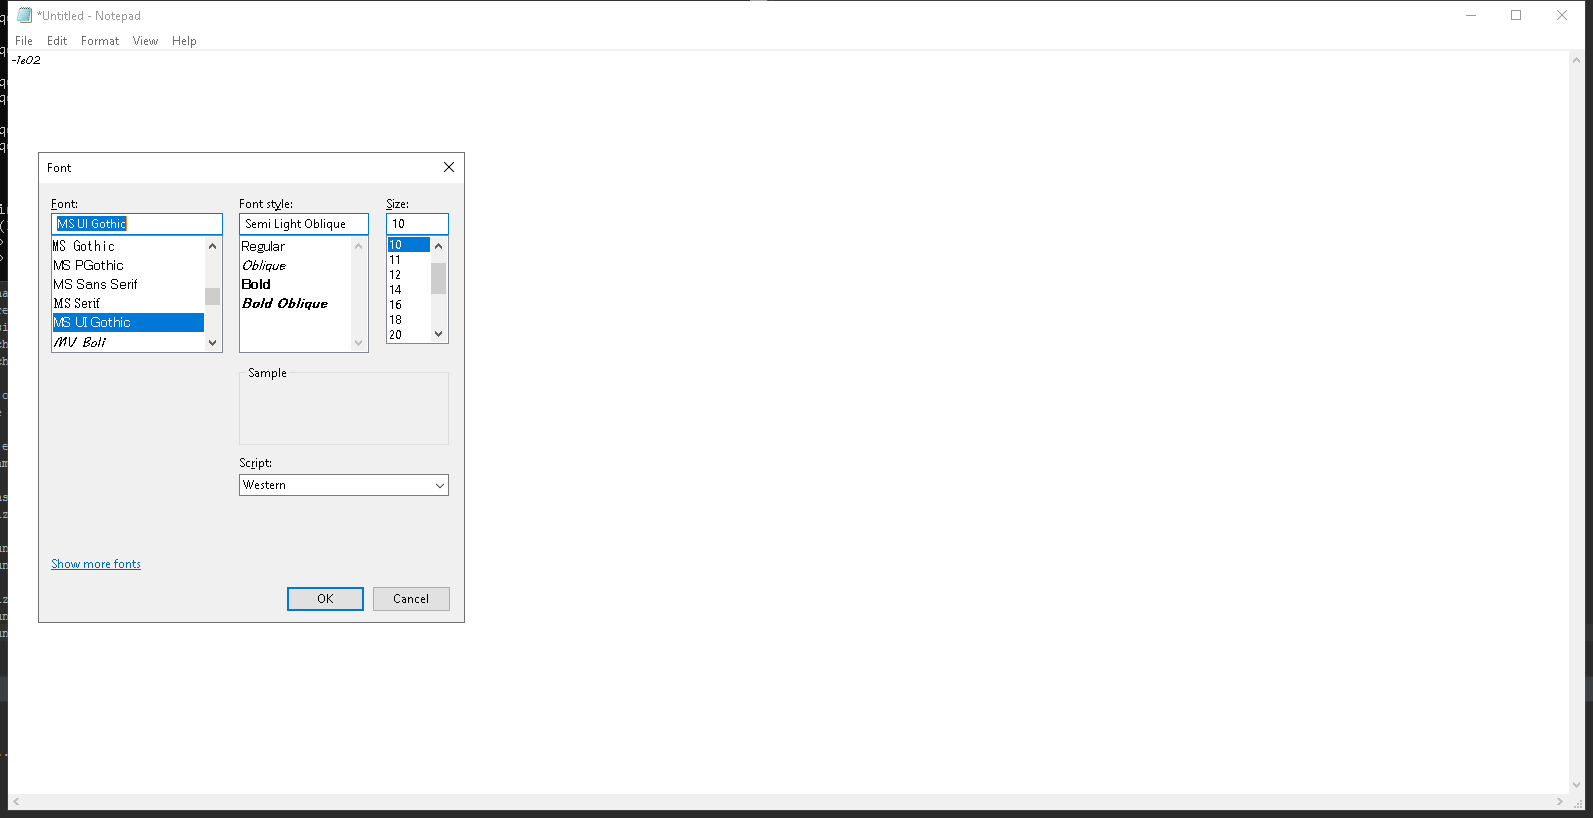 *Untitled - Notepad
File Edit Format View Help
-1e02
Font
Font: Font style: Size:
MS UI Gothic Semi Light Oblique 10
MS Gothic Regular 10
MS PGothic Oblique 11
MS Sans Serif Bold 12
MS Serif Bold Oblique 14
MS UI Gothic 16
MV Boli 18
20
Sample
Script:
Western
Show more fonts
OK Cancel